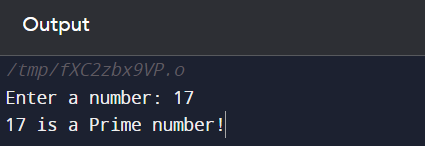 Output
/tmp/fXC2zbx9VP.o
Enter a number: 17
17 is a Prime number!